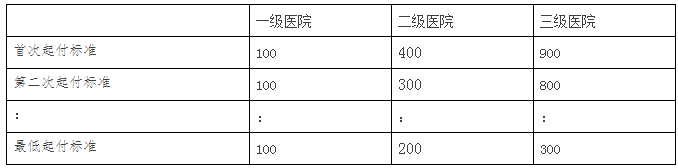 一级医院 二级医院 三级医院
首次起付标准 100 400 900
第二次起付标准 100 300 800
： ： ： ：
最低起付标准 100 200 300